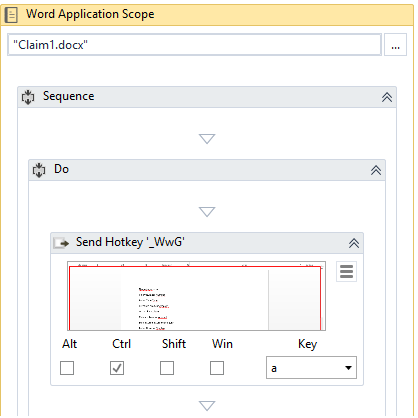 Word Application Scope
"Claim1.docx"
...
Sequence
Do
Send Hotkey '_WwG'
Alt Ctrl Shift Win Key
a